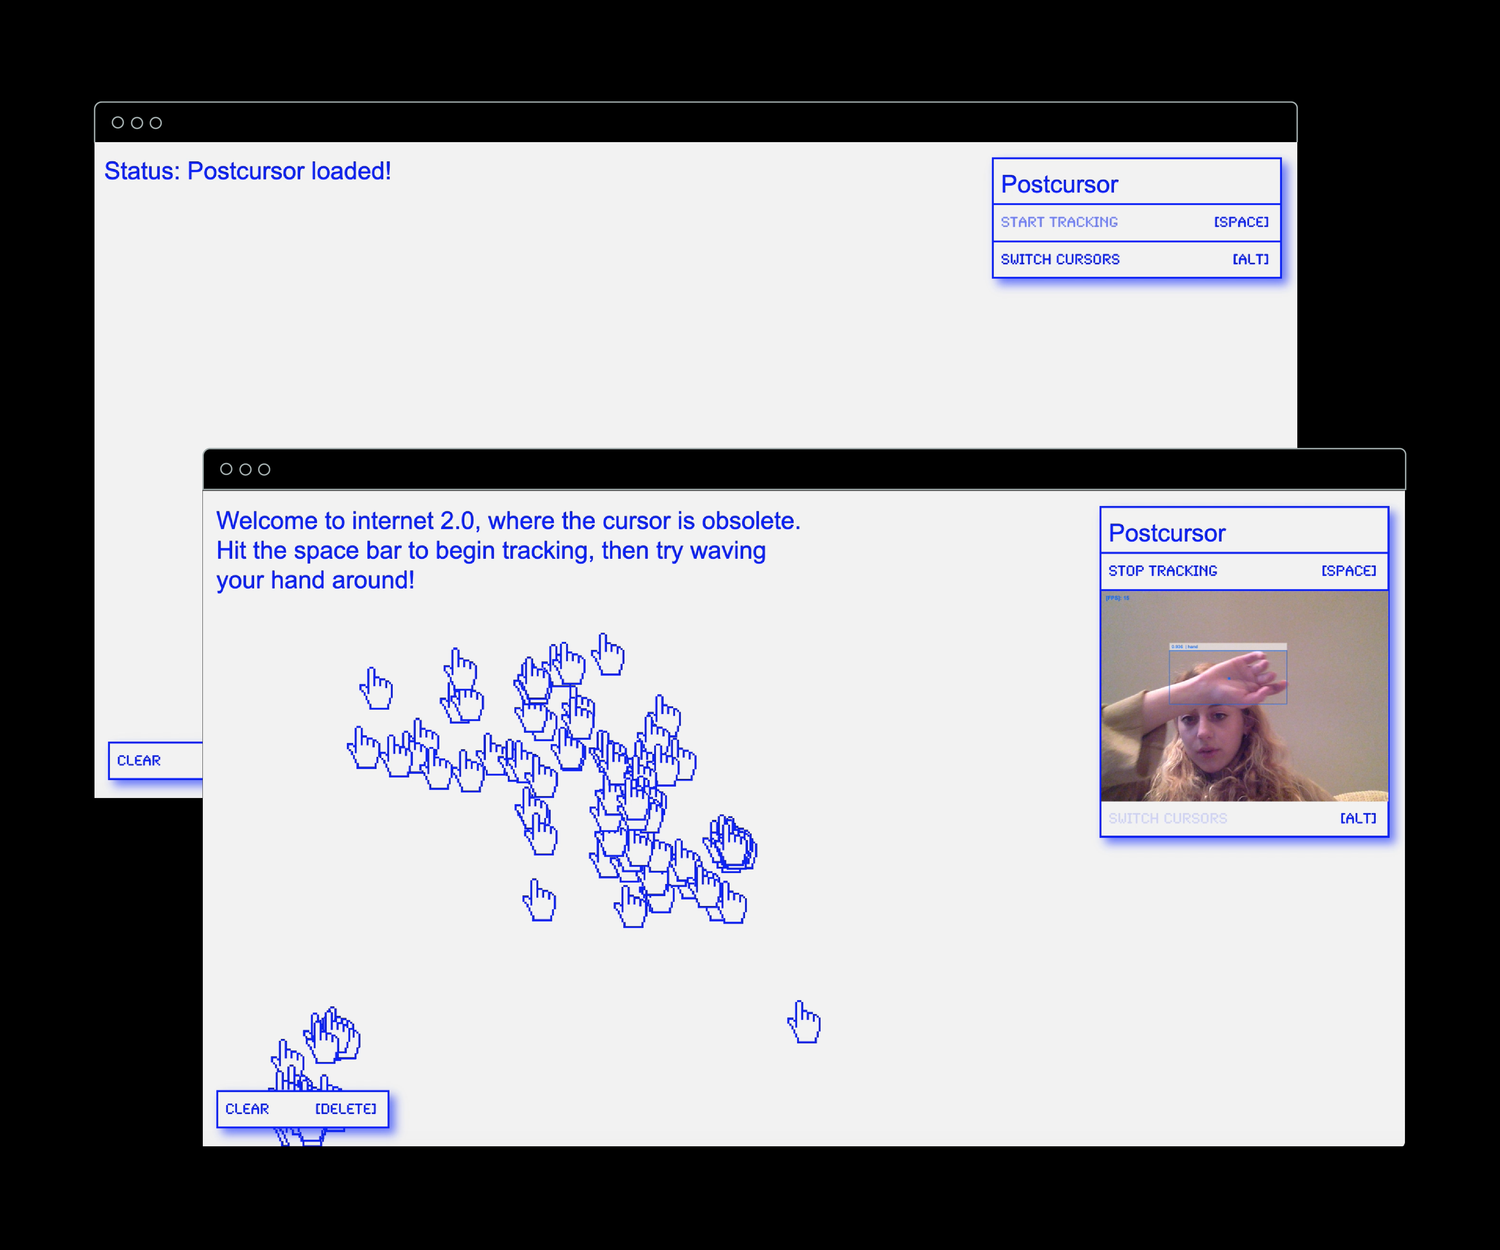 Status: Postcursor loaded!
Postcursor
START TRACKING [SPACE]
SWITCH CURSORS [ALT]
CLEAR
Welcome to internet 2.0, where the cursor is obsolete.
Hit the space bar to begin tracking, then try waving
your hand around!
Postcursor
STOP TRACKING [SPACE]
[FPS]: 
hand
SWITCH CURSORS [ALT]
CLEAR [DELETE]